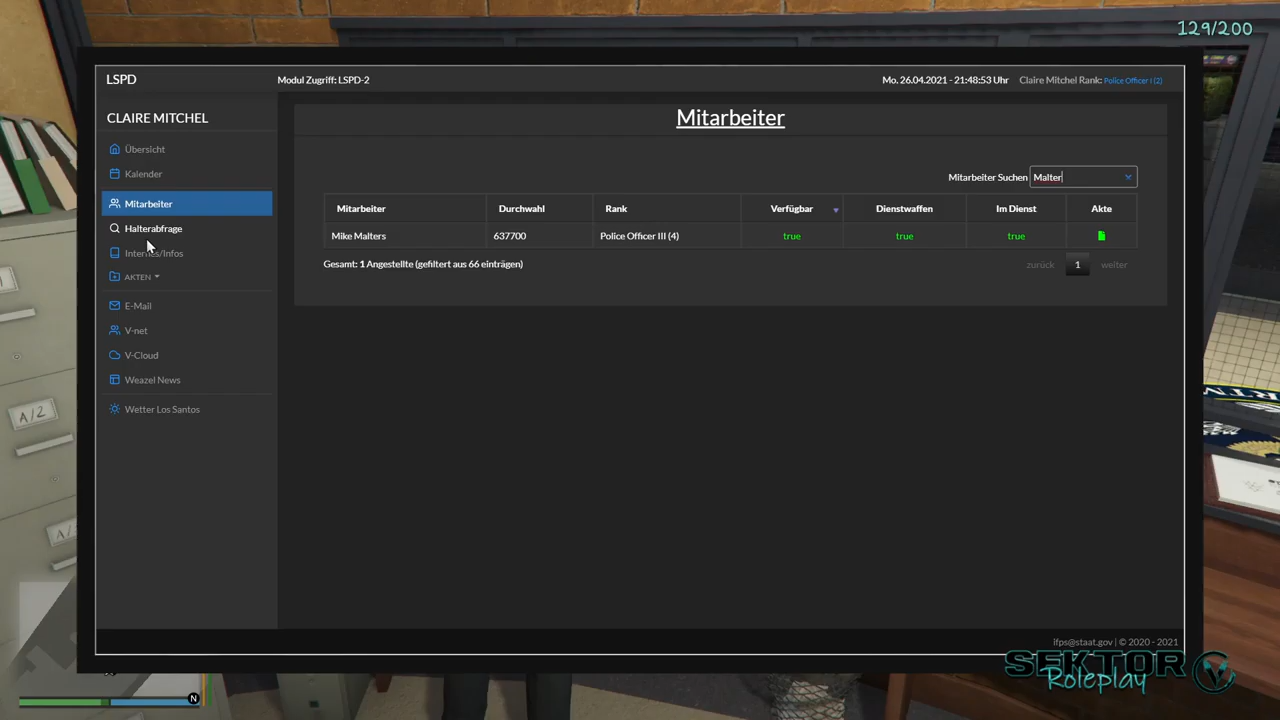 129/200
LSPD
Modul Zugriff: LSPD-2
Mo, 26.04.2021 - 21:48:53 Uhr
Claire Mitchel Rank: Police Officer I (2)
CLAIRE MITCHEL
Übersicht
Kalender
Mitarbeiter
Halterabfrage
Internes/Infos
AKTEN
E-Mail
V-net
V-Cloud
Weazel News
Wetter Los Santos
Mitarbeiter
Mitarbeiter Suchen Malter
Mitarbeiter Durchwahl Rank Verfügbar Dienstwaffen Im Dienst Akte
Mike Malters 637700 Police Officer III (4) true true true
Gesamt: 1 Angestellte (gefiltert aus 66 einträgen)
zurück 1 weiter
ifps@staat.gov | © 2020 - 2021
SEKTOR V
Roleplay
A/Z
N